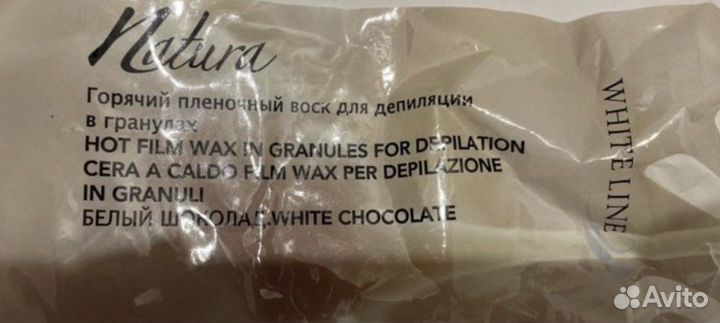 Natura
Горячий пленочный воск для депиляции
в гранулах
HOT FILM WAX IN GRANULES FOR DEPILATION
CERA A CALDO FILM WAX PER DEPILAZIONE
IN GRANULI
БЕЛЫЙ ШОКОЛАД.WHITE CHOCOLATE
WHITE LINE
Avito